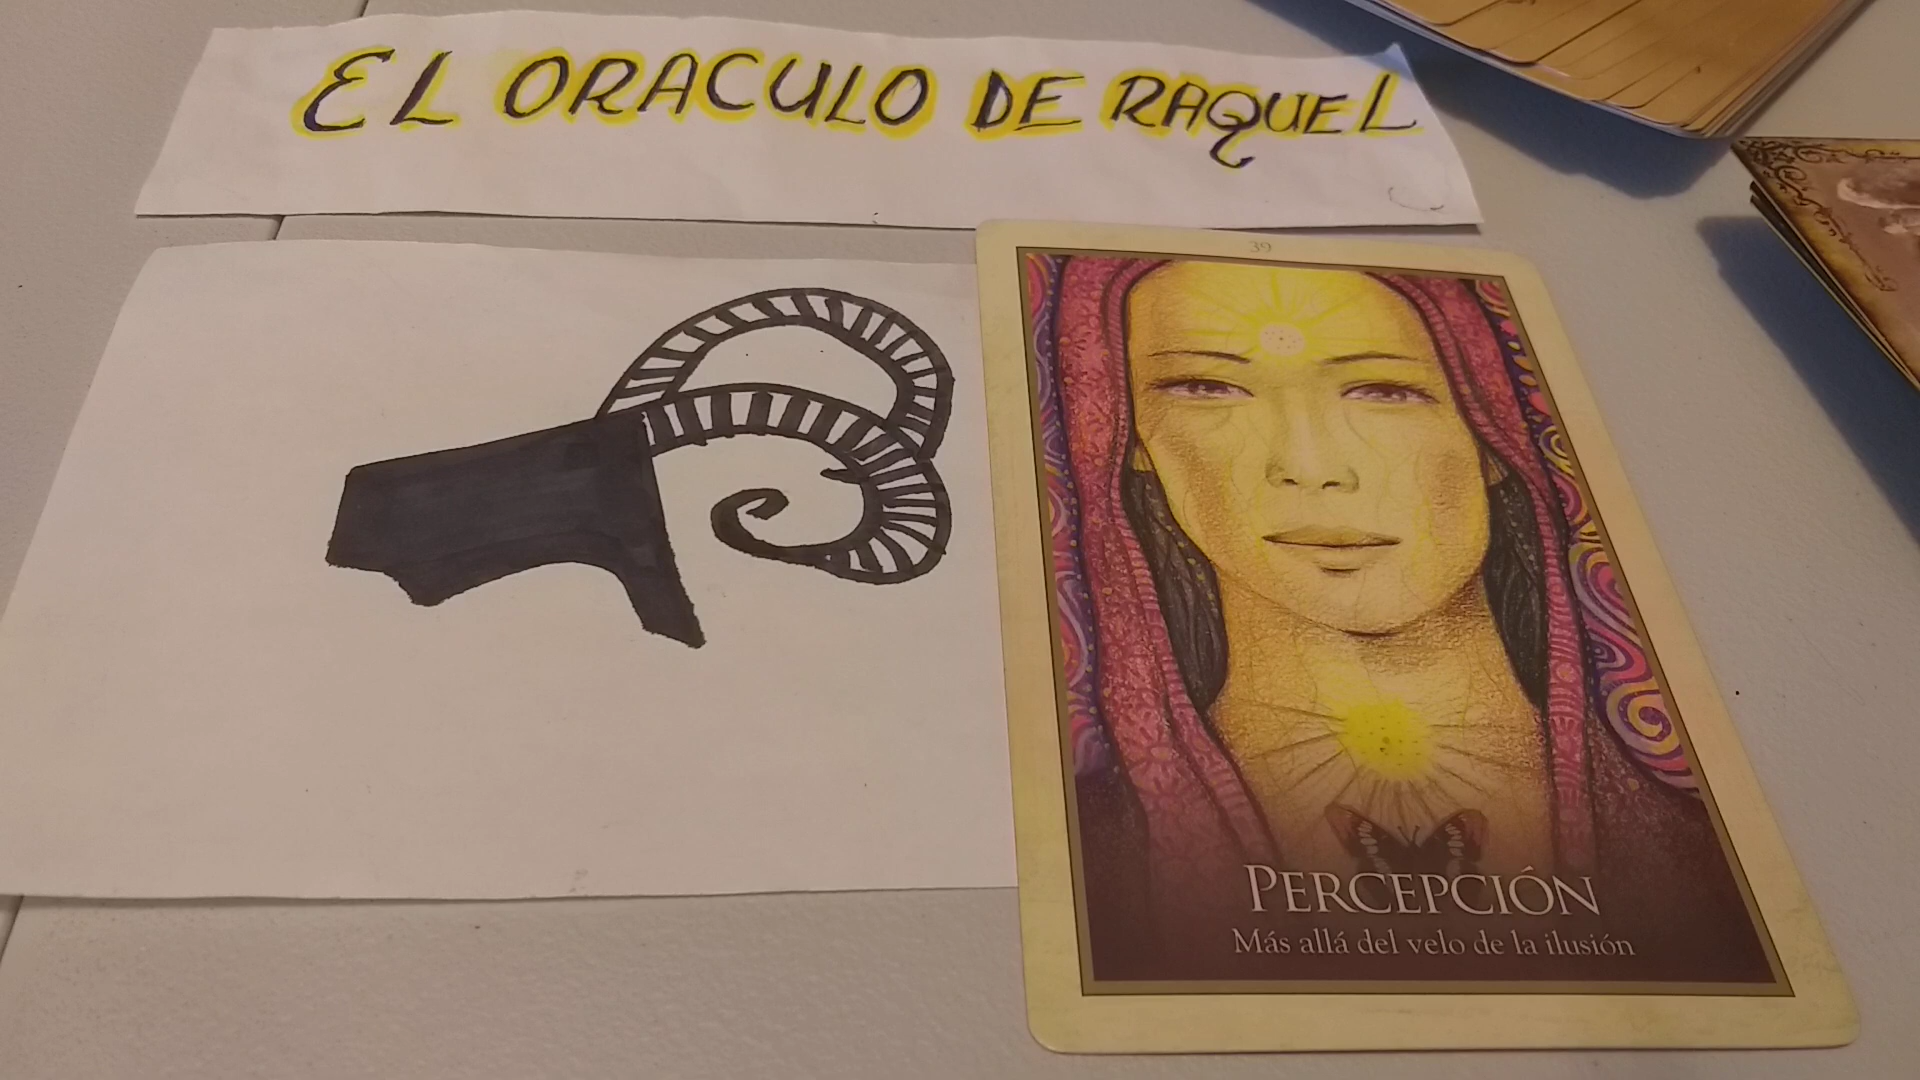 EL ORACULO DE RAQUEL
39
PERCEPCIÓN
Más allá del velo de la ilusión